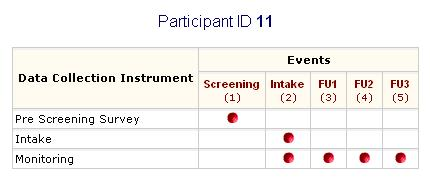 Participant ID 11
Data Collection Instrument
Events
Screening Intake FU1 FU2 FU3
(1) (2) (3) (4) (5)
Pre Screening Survey
Intake
Monitoring